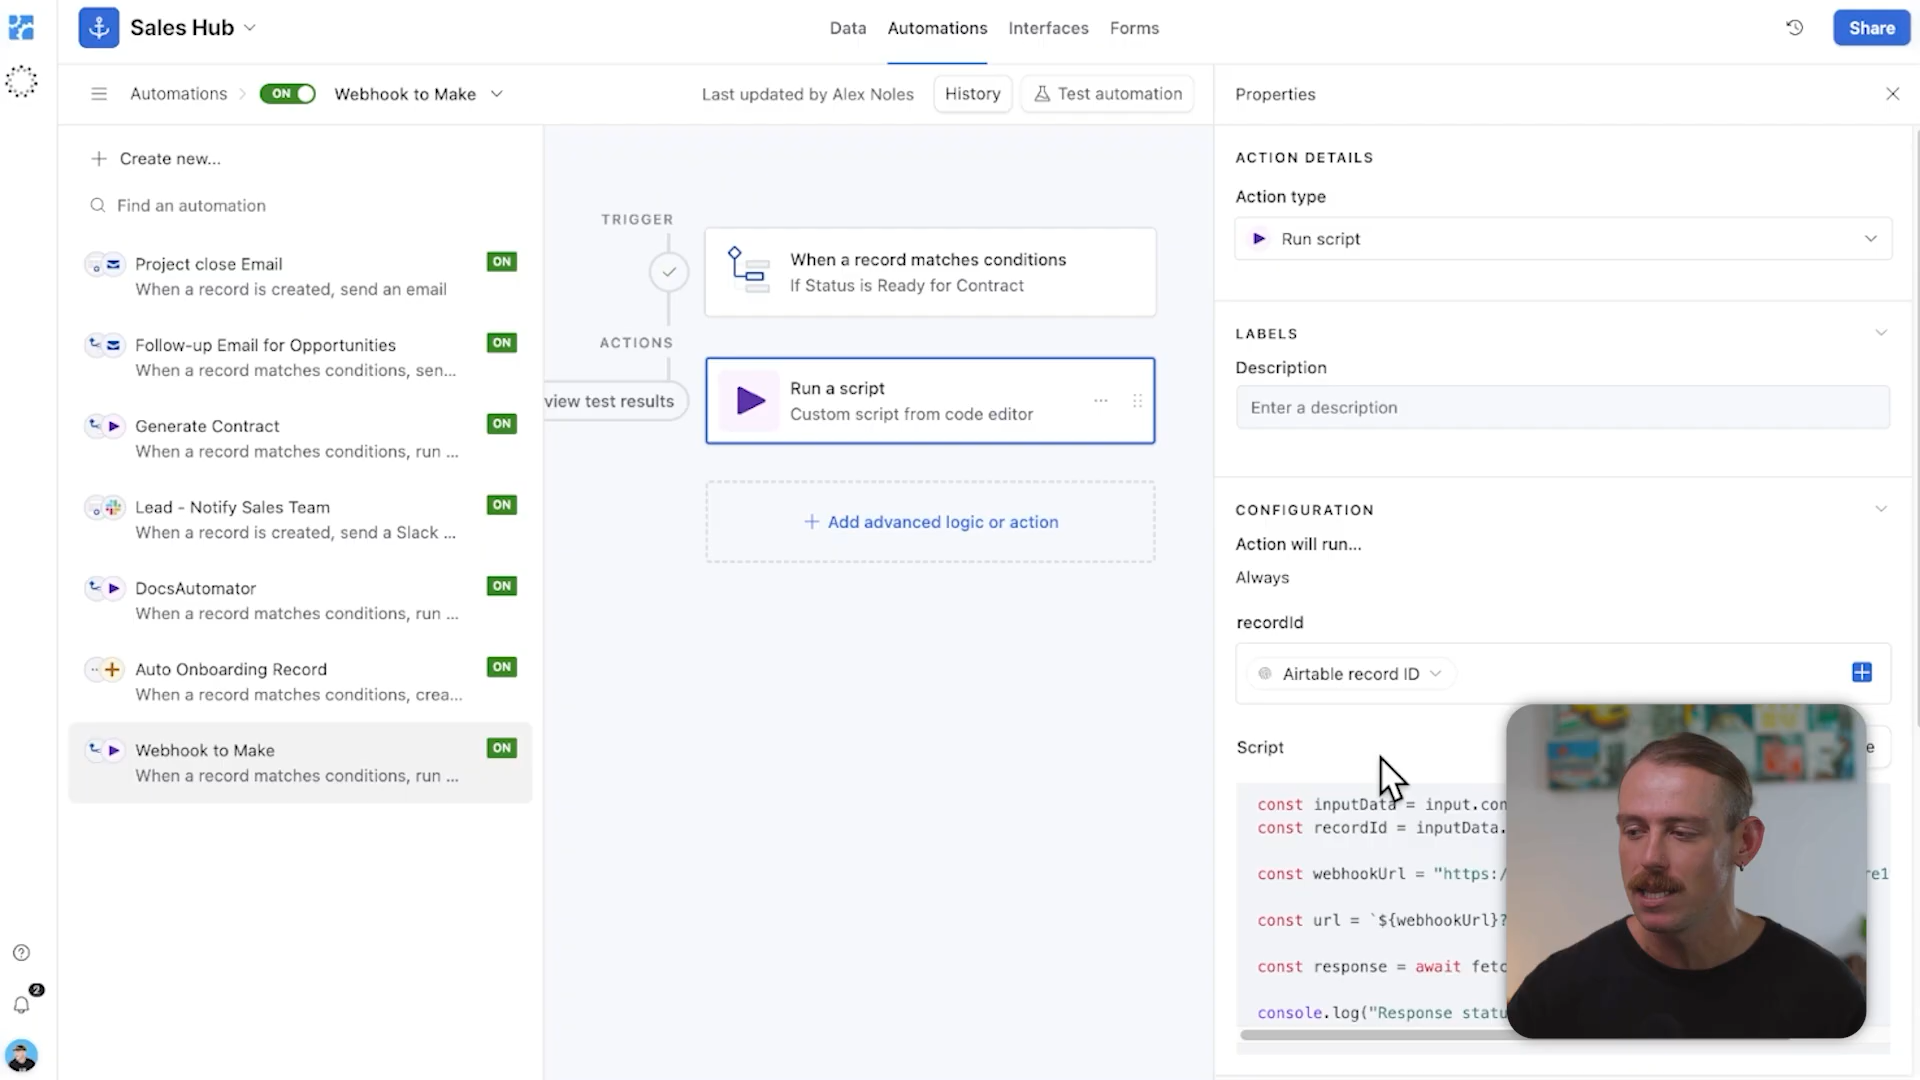 Sales Hub
Data
Automations
Interfaces
Forms
Share
Automations
ON
Webhook to Make
Last updated by Alex Noles
History
Test automation
Properties
Create new...
Find an automation
Project close Email
ON
When a record is created, send an email
Follow-up Email for Opportunities
ON
When a record matches conditions, sen...
Generate Contract
ON
When a record matches conditions, run ...
Lead - Notify Sales Team
ON
When a record is created, send a Slack ...
DocsAutomator
ON
When a record matches conditions, run ...
Auto Onboarding Record
ON
When a record matches conditions, crea...
Webhook to Make
ON
When a record matches conditions, run ...
2
TRIGGER
When a record matches conditions
If Status is Ready for Contract
ACTIONS
view test results
Run a script
Custom script from code editor
Add advanced logic or action
ACTION DETAILS
Action type
Run script
LABELS
Description
Enter a description
CONFIGURATION
Action will run...
Always
recordId
Airtable record ID
Script
const inputData = input.con
const recordId = inputData.
const webhookUrl = "https:/
const url = `${webhookUrl}?
const response = await fetc
console.log("Response statu